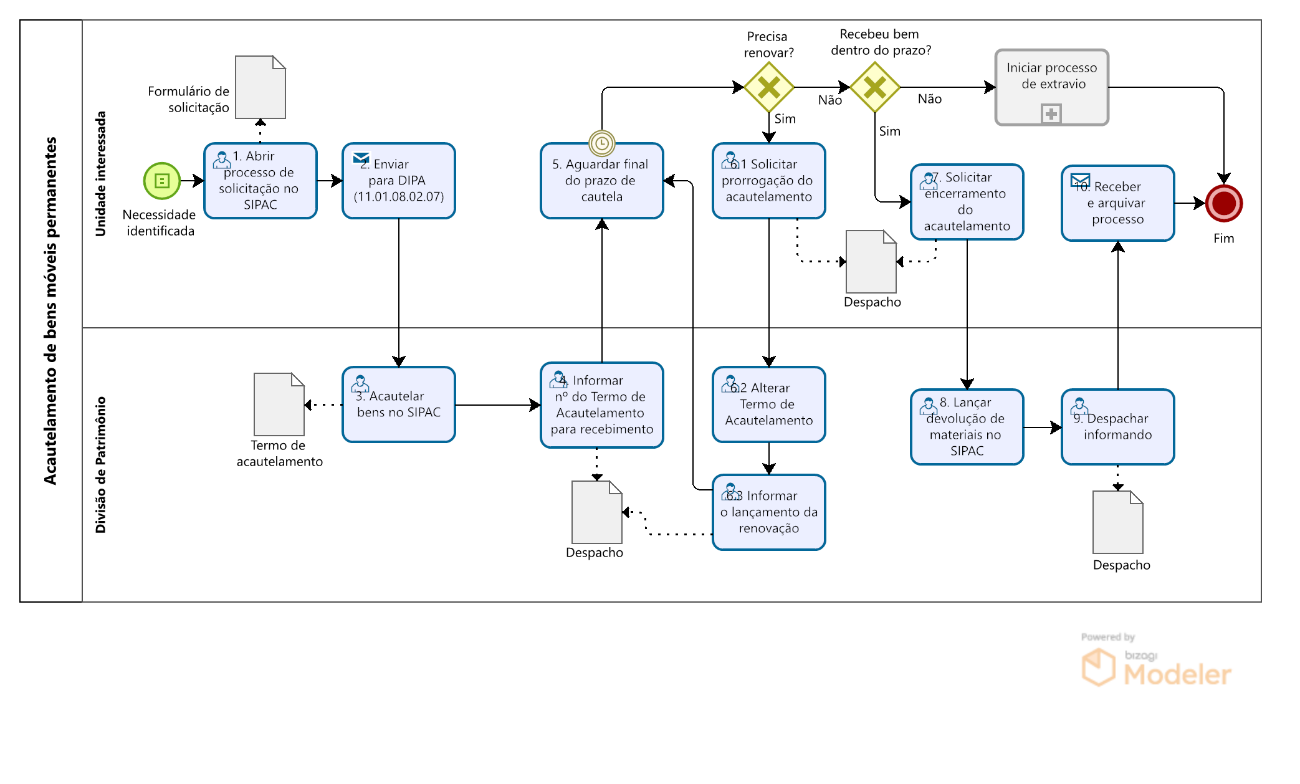 Acautelamento de bens móveis permanentes
Unidade interessada
Divisão de Patrimônio
Necessidade
identificada
Formulário de
solicitação
1. Abrir
processo de
solicitação no
SIPAC
2. Enviar
para DIPA
(11.01.08.02.07)
3. Acautelar
bens no SIPAC
Termo de
acautelamento
4. Informar
nº do Termo de
Acautelamento
para recebimento
Despacho
5. Aguardar final
do prazo de
cautela
Precisa
renovar?
Não
Sim
6.1 Solicitar
prorrogação do
acautelamento
6.2 Alterar
Termo de
Acautelamento
6.3 Informar
o lançamento da
renovação
Recebeu bem
dentro do prazo?
Não
Sim
Iniciar processo
de extravio
7. Solicitar
encerramento
do
acautelamento
Despacho
8. Lançar
devolução de
materiais no
SIPAC
9. Despachar
informando
Despacho
10. Receber
e arquivar
processo
Fim
Powered by
bizagi
Modeler